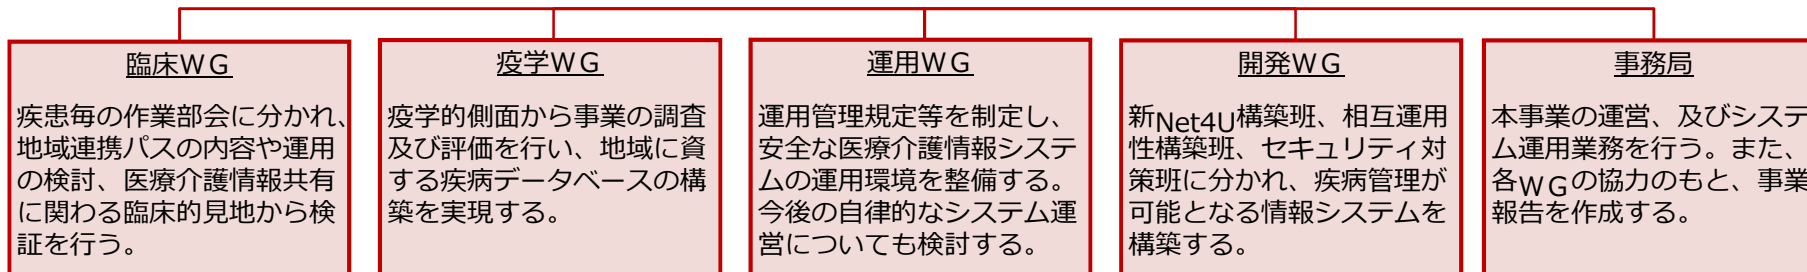 臨床ＷＧ
疾患毎の作業部会に分かれ、
地域連携パスの内容や運用
の検討、医療介護情報共有
に関わる臨床的見地から検
証を行う。
疫学ＷＧ
疫学的側面から事業の調査
及び評価を行い、地域に資
する疾病データベースの構
築を実現する。
運用ＷＧ
運用管理規定等を制定し、
安全な医療介護情報システ
ムの運用環境を整備する。
今後の自律的なシステム運
営についても検討する。
開発ＷＧ
新Net4U構築班、相互運用
性構築班、セキュリティ対
策班に分かれ、疾病管理が
可能となる情報システムを
構築する。
事務局
本事業の運営、及びシステ
ム運用業務を行う。また、
各ＷＧの協力のもと、事業
報告を作成する。